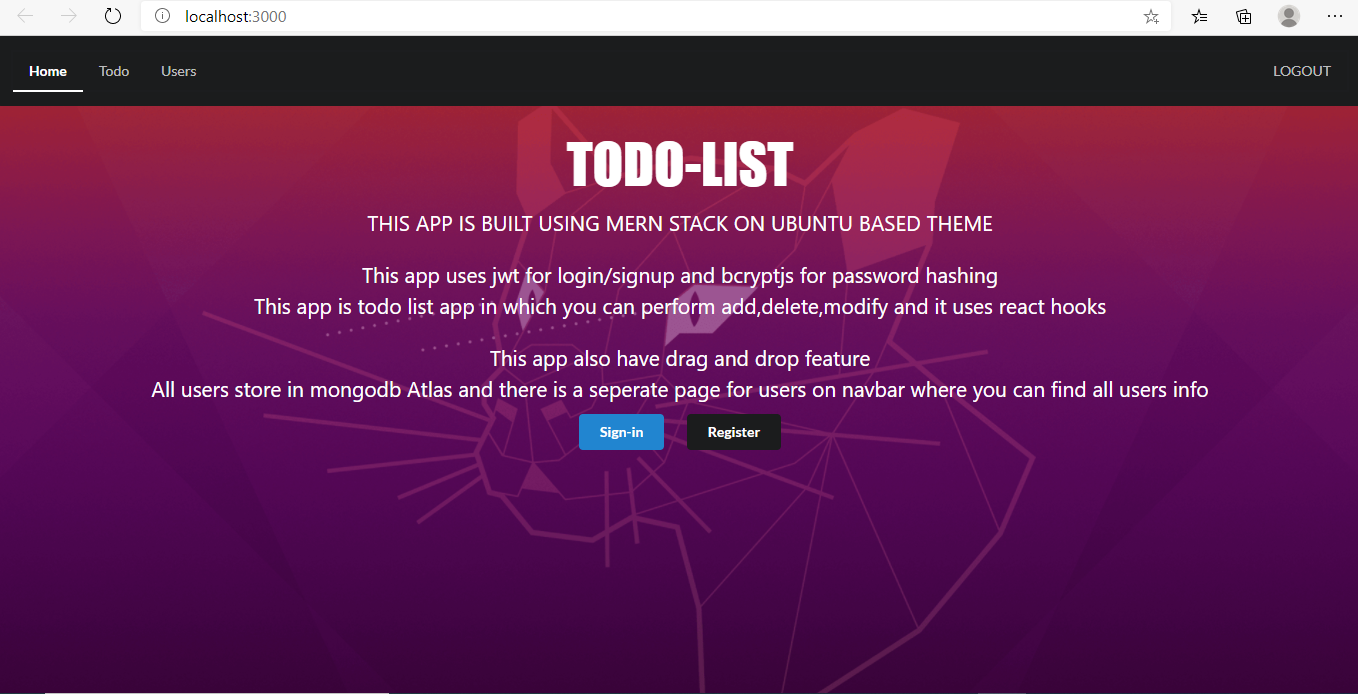 localhost:3000
Home Todo Users LOGOUT
TODO-LIST
THIS APP IS BUILT USING MERN STACK ON UBUNTU BASED THEME
This app uses jwt for login/signup and bcryptjs for password hashing
This app is todo list app in which you can perform add,delete,modify and it uses react hooks
This app also have drag and drop feature
All users store in mongodb Atlas and there is a seperate page for users on navbar where you can find all users info
Sign-in Register